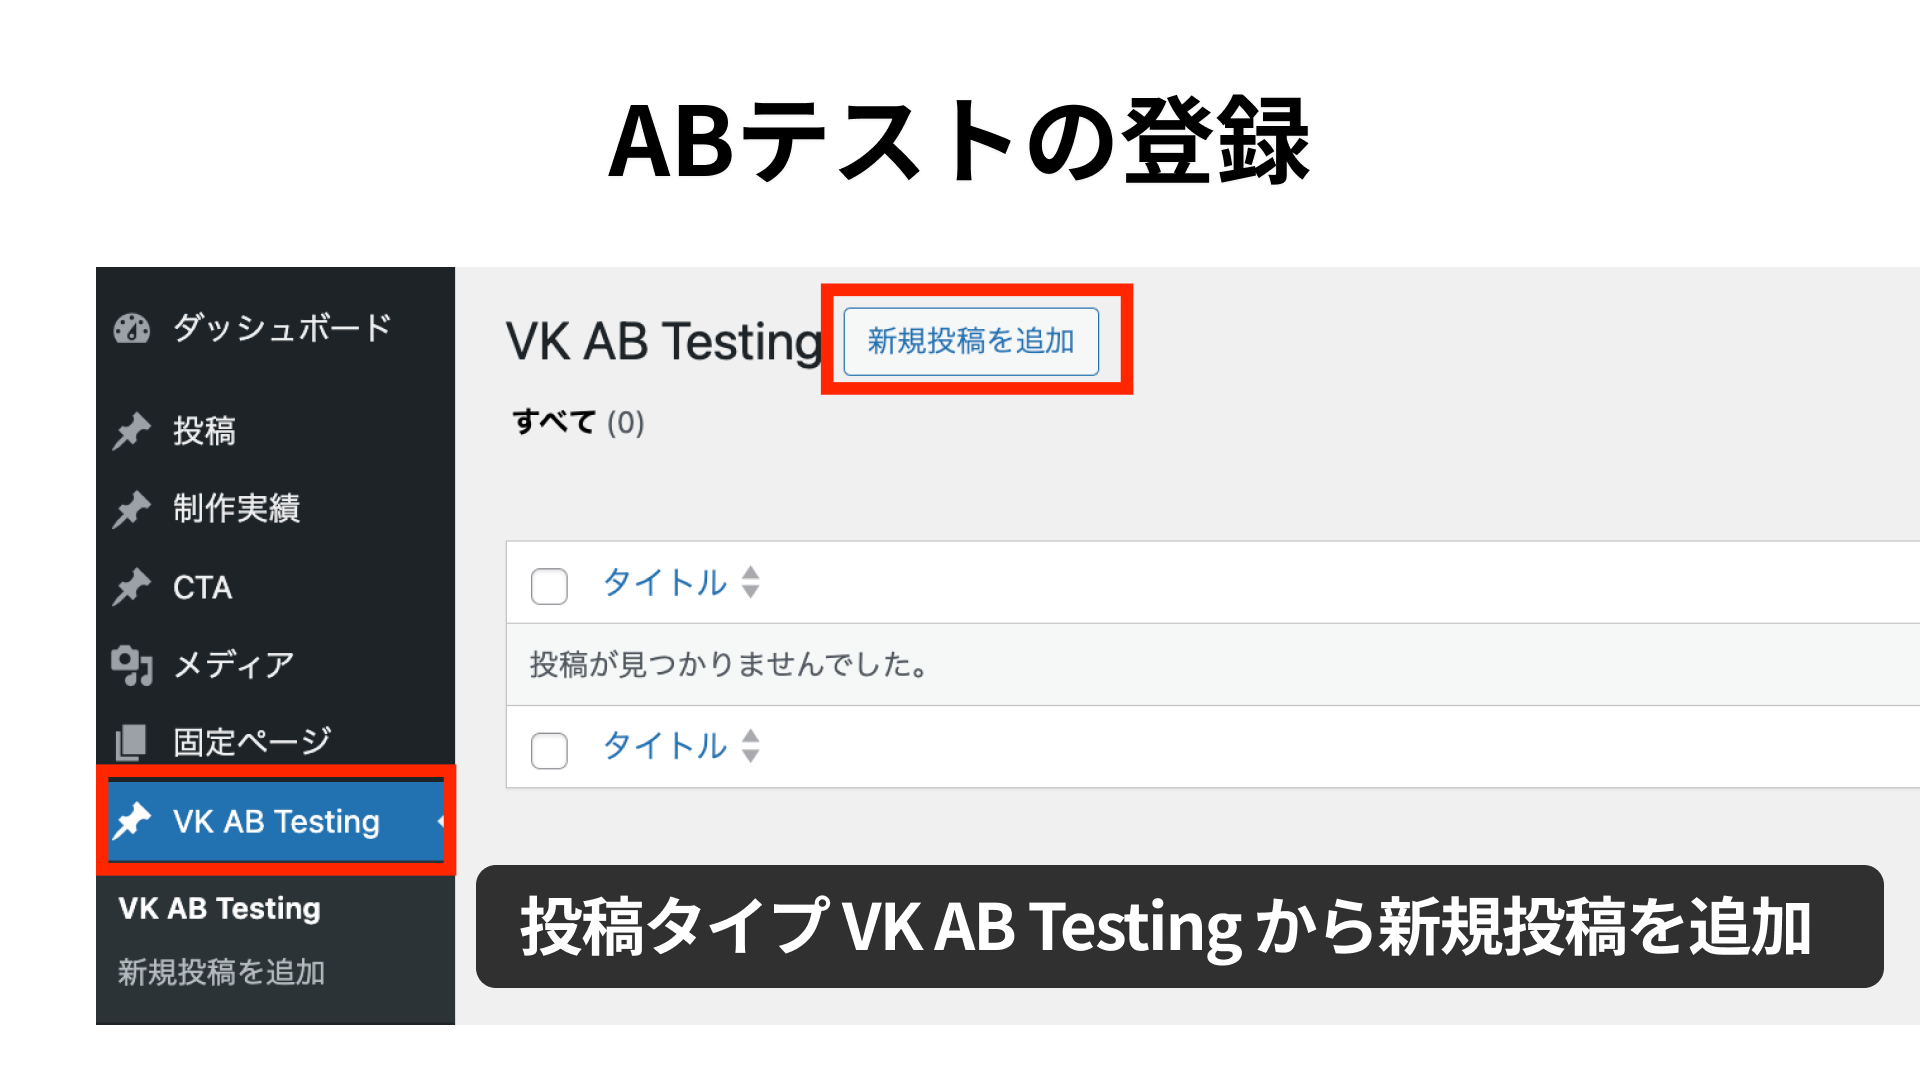 ABテストの登録
ダッシュボード
投稿
制作実績
CTA
メディア
固定ページ
VK AB Testing
VK AB Testing
新規投稿を追加
VK AB Testing 新規投稿を追加
すべて (0)
タイトル
投稿が見つかりませんでした。
タイトル
投稿タイプ VK AB Testing から新規投稿を追加